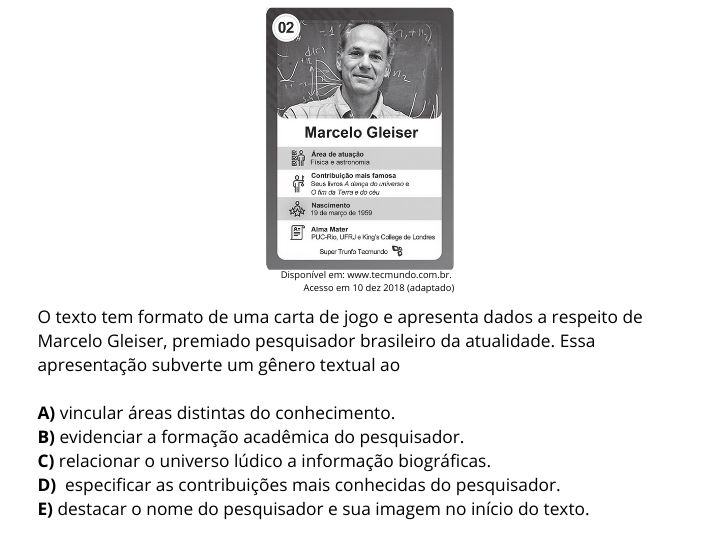 02
Marcelo Gleiser
Área de atuação
Física e astronomia
Contribuição mais famosa
Seus livros A dança do universo e
O fim da Terra e do céu
Nascimento
19 de março de 1959
Alma Mater
PUC-Rio, UFRJ e King's College de Londres
Super Trunfo Tecmundo
Disponível em: www.tecmundo.com.br.
Acesso em 10 dez 2018 (adaptado)
O texto tem formato de uma carta de jogo e apresenta dados a respeito de
Marcelo Gleiser, premiado pesquisador brasileiro da atualidade. Essa
apresentação subverte um gênero textual ao
A) vincular áreas distintas do conhecimento.
B) evidenciar a formação acadêmica do pesquisador.
C) relacionar o universo lúdico a informação biográficas.
D) especificar as contribuições mais conhecidas do pesquisador.
E) destacar o nome do pesquisador e sua imagem no início do texto.